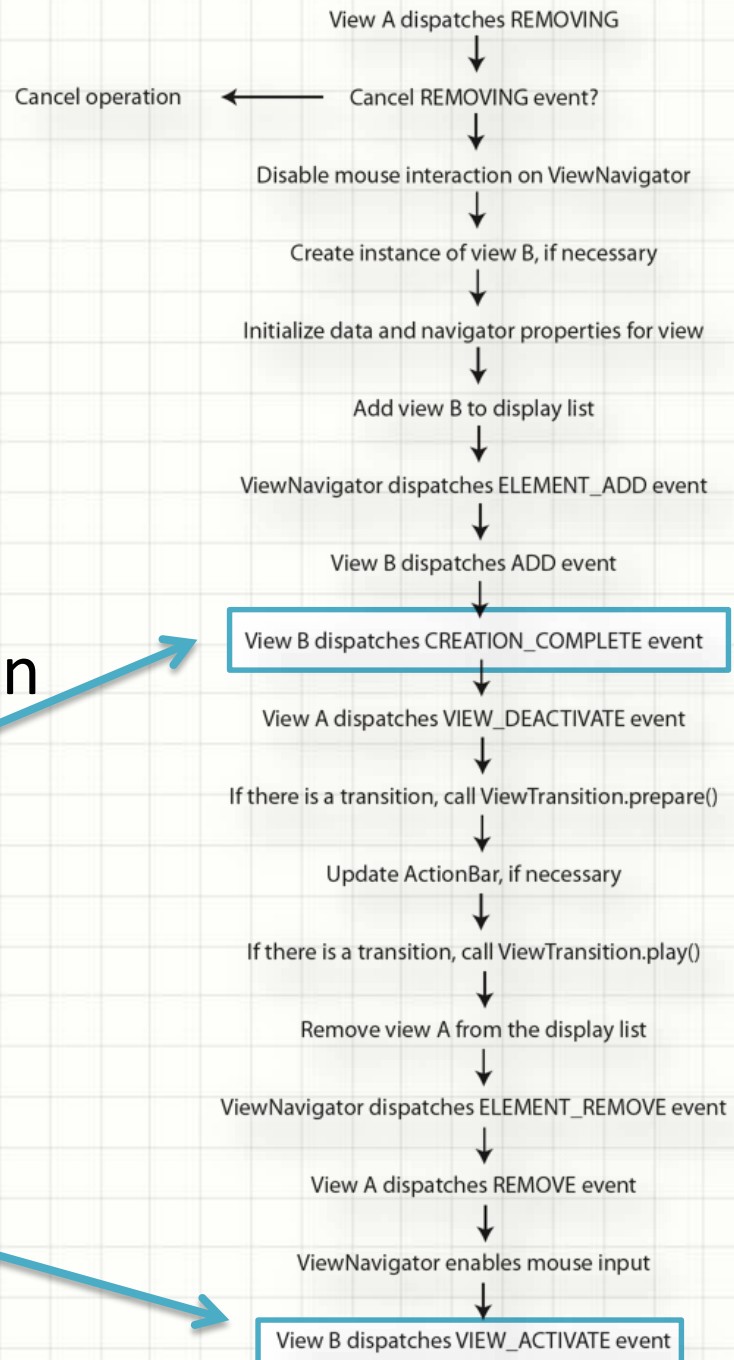 View A dispatches REMOVING
Cancel operation
Cancel REMOVING event?
Disable mouse interaction on ViewNavigator
Create instance of view B, if necessary
Initialize data and navigator properties for view
Add view B to display list
ViewNavigator dispatches ELEMENT_ADD event
View B dispatches ADD event
View B dispatches CREATION_COMPLETE event
n
View A dispatches VIEW_DEACTIVATE event
If there is a transition, call ViewTransition.prepare()
Update ActionBar, if necessary
If there is a transition, call ViewTransition.play()
Remove view A from the display list
ViewNavigator dispatches ELEMENT_REMOVE event
View A dispatches REMOVE event
ViewNavigator enables mouse input
View B dispatches VIEW_ACTIVATE event